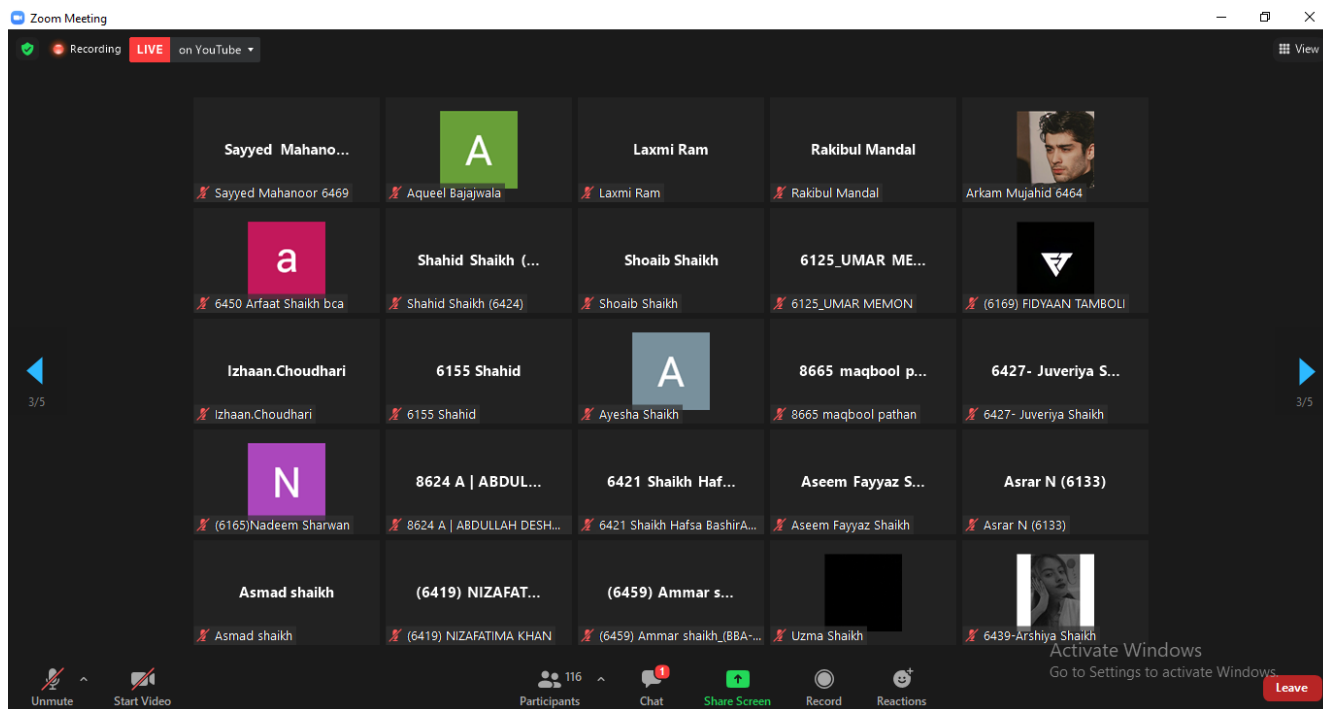 Zoom Meeting
Recording LIVE on YouTube View
Sayyed Mahano... A Laxmi Ram Rakibul Mandal
Sayyed Mahanoor 6469 Aqueel Bajajwala Laxmi Ram Rakibul Mandal Arkam Mujahid 6464
a Shahid Shaikh (... Shoaib Shaikh 6125_UMAR ME...
6450 Arfaat Shaikh bca Shahid Shaikh (6424) Shoaib Shaikh 6125_UMAR MEMON (6169) FIDYAAN TAMBOLI
Izhaan.Choudhari 6155 Shahid A 8665 maqbool p... 6427- Juveriya S...
3/5 3/5
Izhaan.Choudhari 6155 Shahid Ayesha Shaikh 8665 maqbool pathan 6427- Juveriya Shaikh
N 8624 A | ABDUL... 6421 Shaikh Haf... Aseem Fayyaz S... Asrar N (6133)
(6165)Nadeem Sharwan 8624 A | ABDULLAH DESH... 6421 Shaikh Hafsa BashirA... Aseem Fayyaz Shaikh Asrar N (6133)
Asmad shaikh (6419) NIZAFAT... (6459) Ammar s...
Asmad shaikh (6419) NIZAFATIMA KHAN (6459) Ammar shaikh_(BBA-... Uzma Shaikh 6439-Arshiya Shaikh
Activate Windows
Go to Settings to activate Windows.
116 1
Unmute Start Video Participants Chat Share Screen Record Reactions Leave